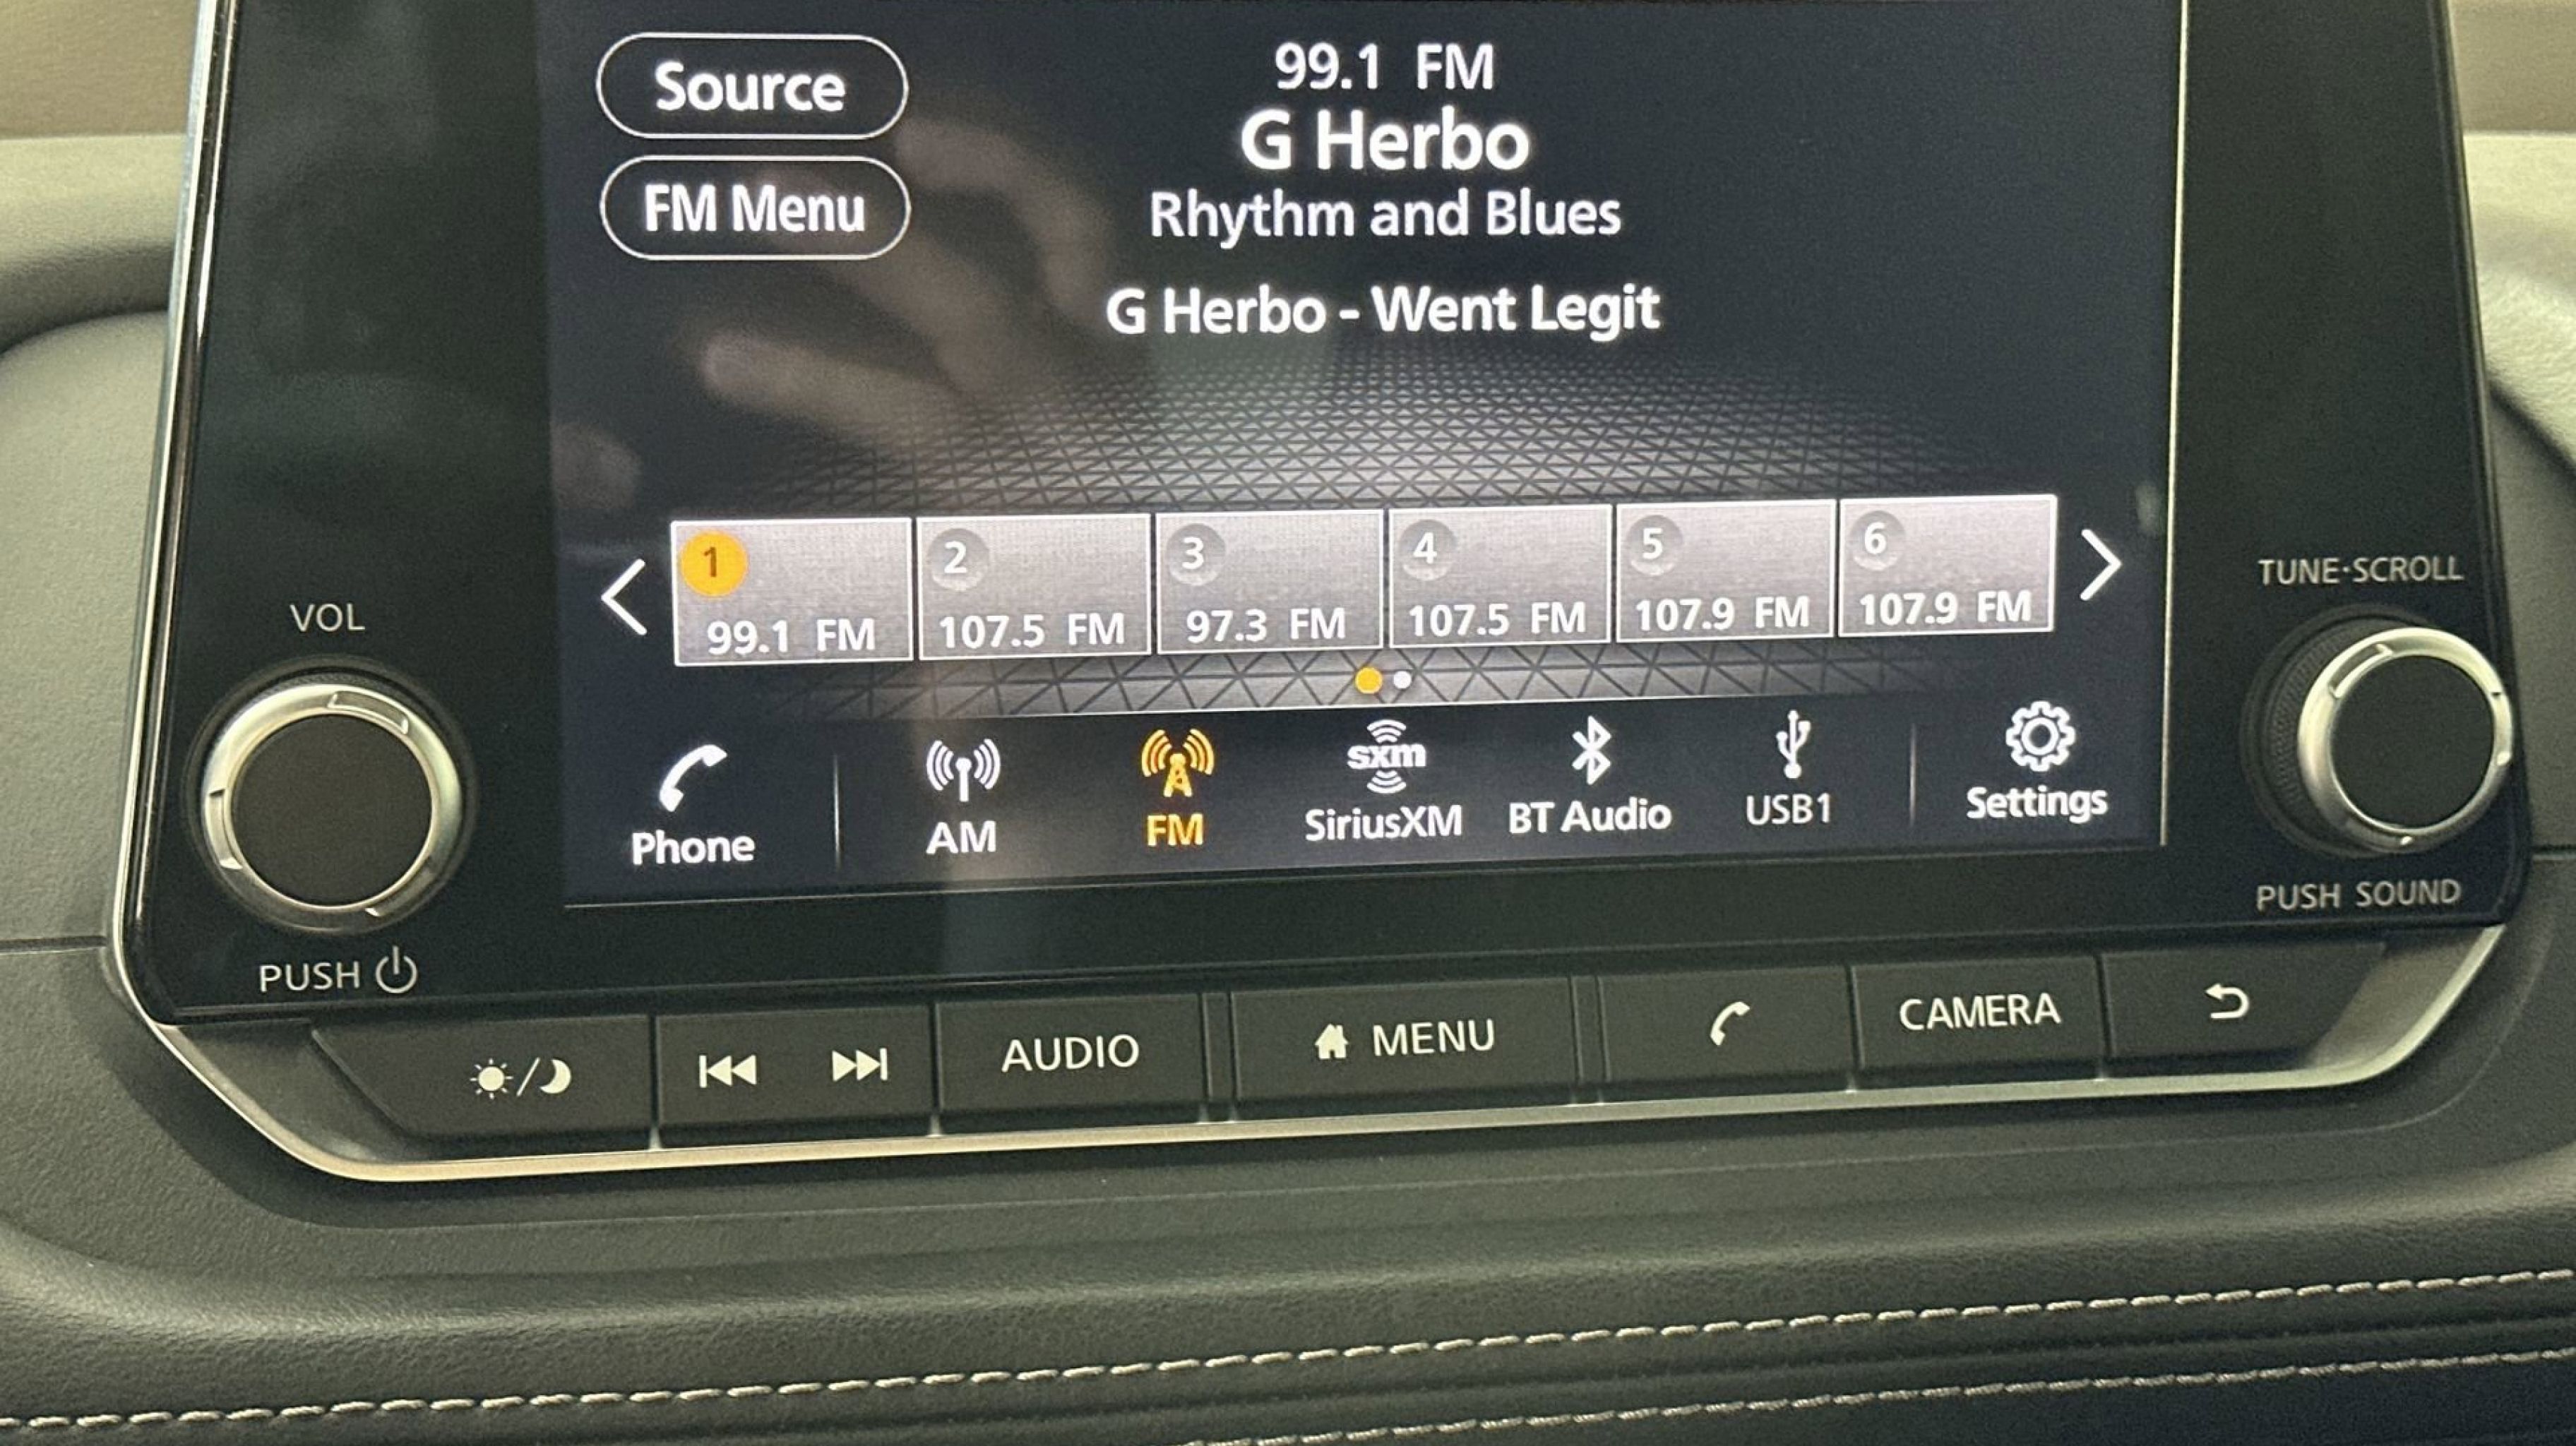 Source
FM Menu
99.1 FM
G Herbo
Rhythm and Blues
G Herbo - Went Legit
1
99.1 FM
2
107.5 FM
3
97.3 FM
4
107.5 FM
5
107.9 FM
6
107.9 FM
Phone
AM
FM
sxm
SiriusXM
BT Audio
USB1
Settings
VOL
PUSH
TUNE·SCROLL
PUSH SOUND
AUDIO
MENU
CAMERA